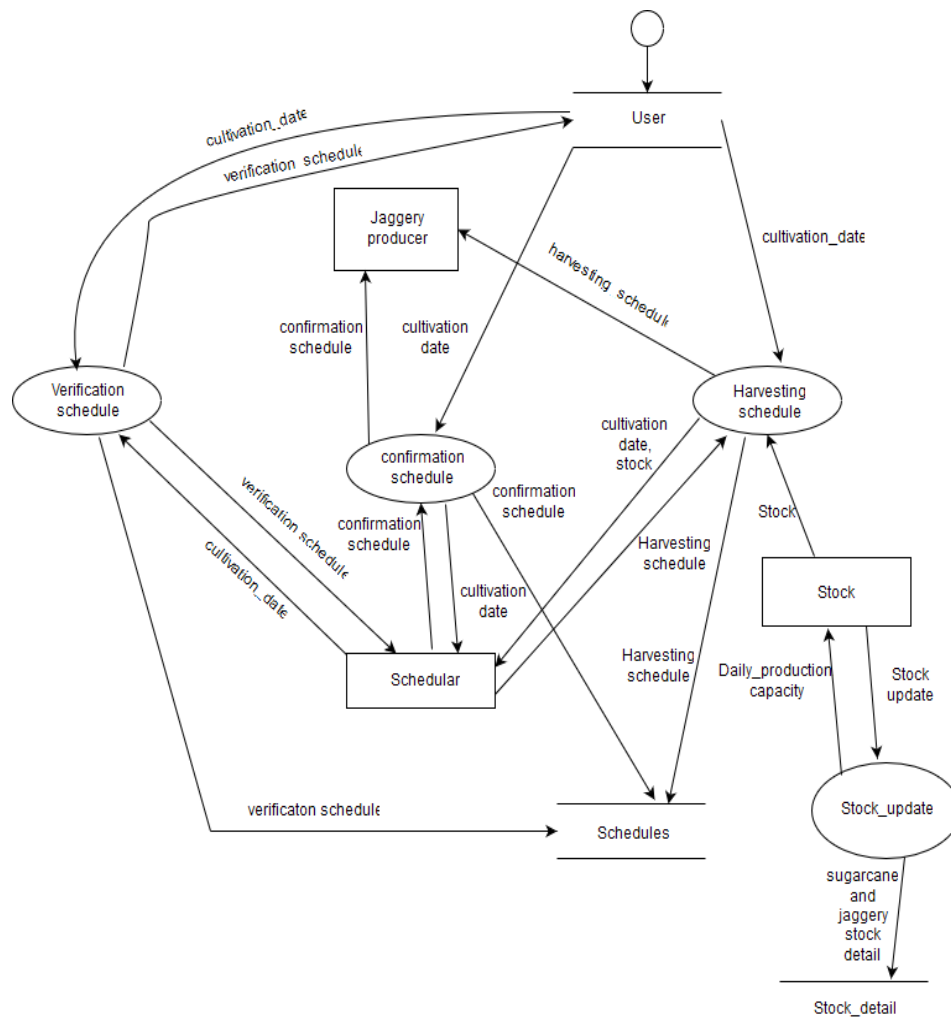 User
cultivation_date
verification schedule
Jaggery
producer
cultivation_date
harvesting schedule
confirmation
schedule
cultivation
date
Verification
schedule
Harvesting
schedule
cultivation
date,
stock
confirmation
schedule
confirmation
schedule
verification schedule
Stock
confirmation
schedule
Harvesting
schedule
cultivation_date
cultivation
date
Stock
Schedular
Harvesting
schedule
Daily_production
capacity
Stock
update
verificaton schedule
Schedules
Stock_update
sugarcane
and
jaggery
stock
detail
Stock_detail